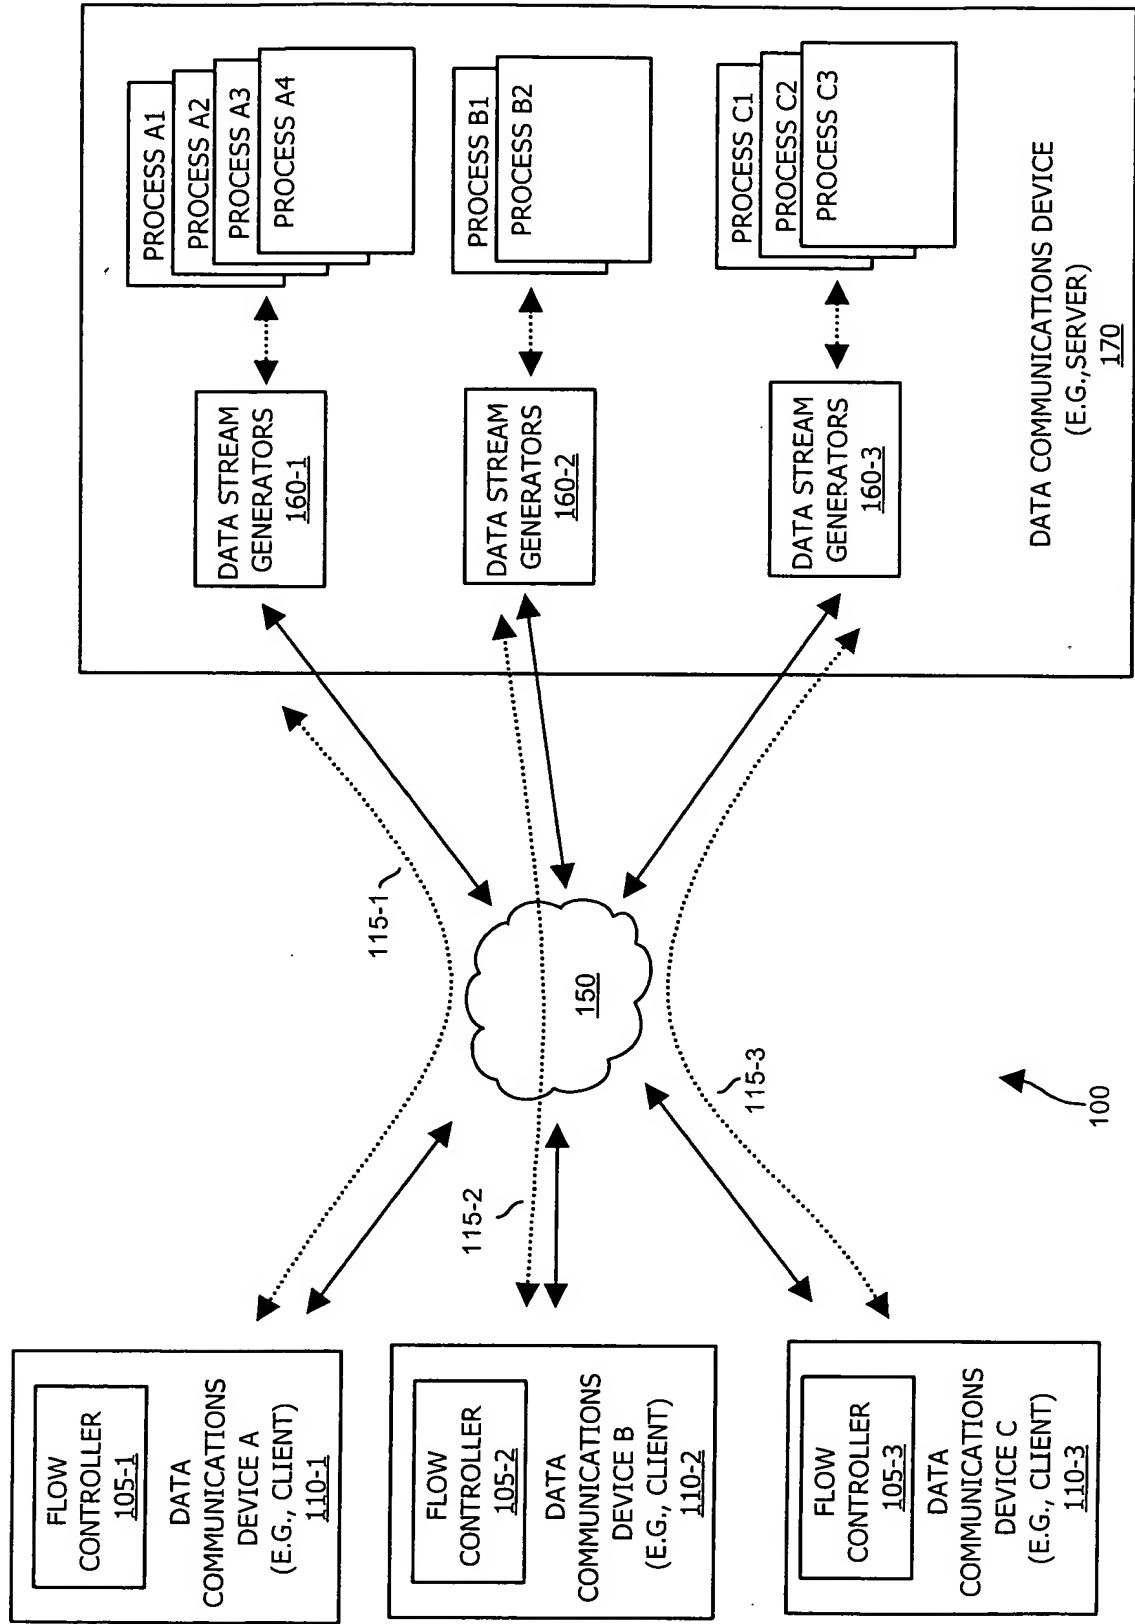 FLOW
CONTROLLER
105-1
DATA
COMMUNICATIONS
DEVICE A
(E.G., CLIENT)
110-1
FLOW
CONTROLLER
105-2
DATA
COMMUNICATIONS
DEVICE B
(E.G., CLIENT)
110-2
FLOW
CONTROLLER
105-3
DATA
COMMUNICATIONS
DEVICE C
(E.G., CLIENT)
110-3
115-1
115-2
115-3
150
100
DATA STREAM
GENERATORS
160-1
DATA STREAM
GENERATORS
160-2
DATA STREAM
GENERATORS
160-3
PROCESS A1
PROCESS A2
PROCESS A3
PROCESS A4
PROCESS B1
PROCESS B2
PROCESS C1
PROCESS C2
PROCESS C3
DATA COMMUNICATIONS DEVICE
(E.G.,SERVER)
170